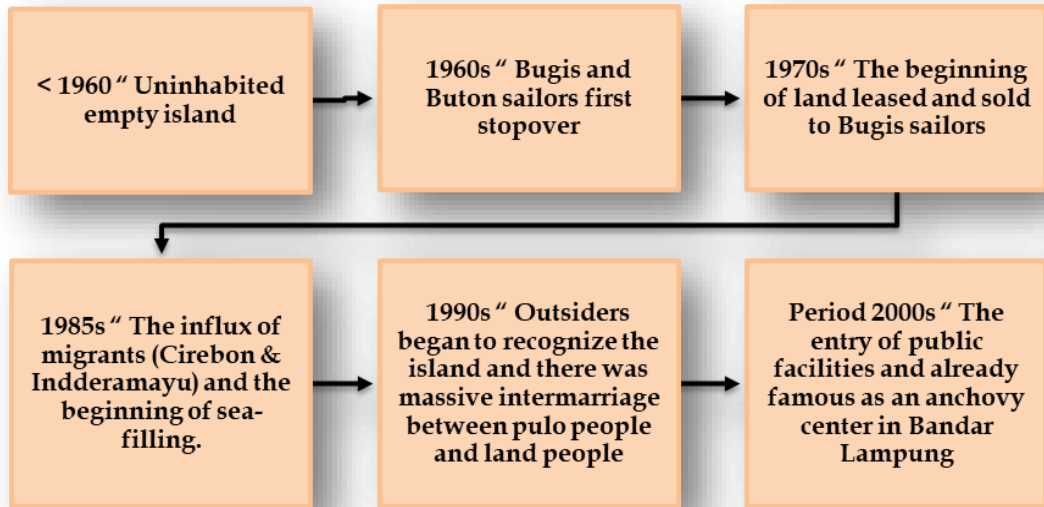 < 1960 “ Uninhabited
empty island
1960s “ Bugis and
Buton sailors first
stopover
1970s “ The beginning
of land leased and sold
to Bugis sailors
1985s “ The influx of
migrants (Cirebon &
Indderamayu) and the
beginning of sea-
filling.
1990s “ Outsiders
began to recognize the
island and there was
massive intermarriage
between pulo people
and land people
Period 2000s “ The
entry of public
facilities and already
famous as an anchovy
center in Bandar
Lampung